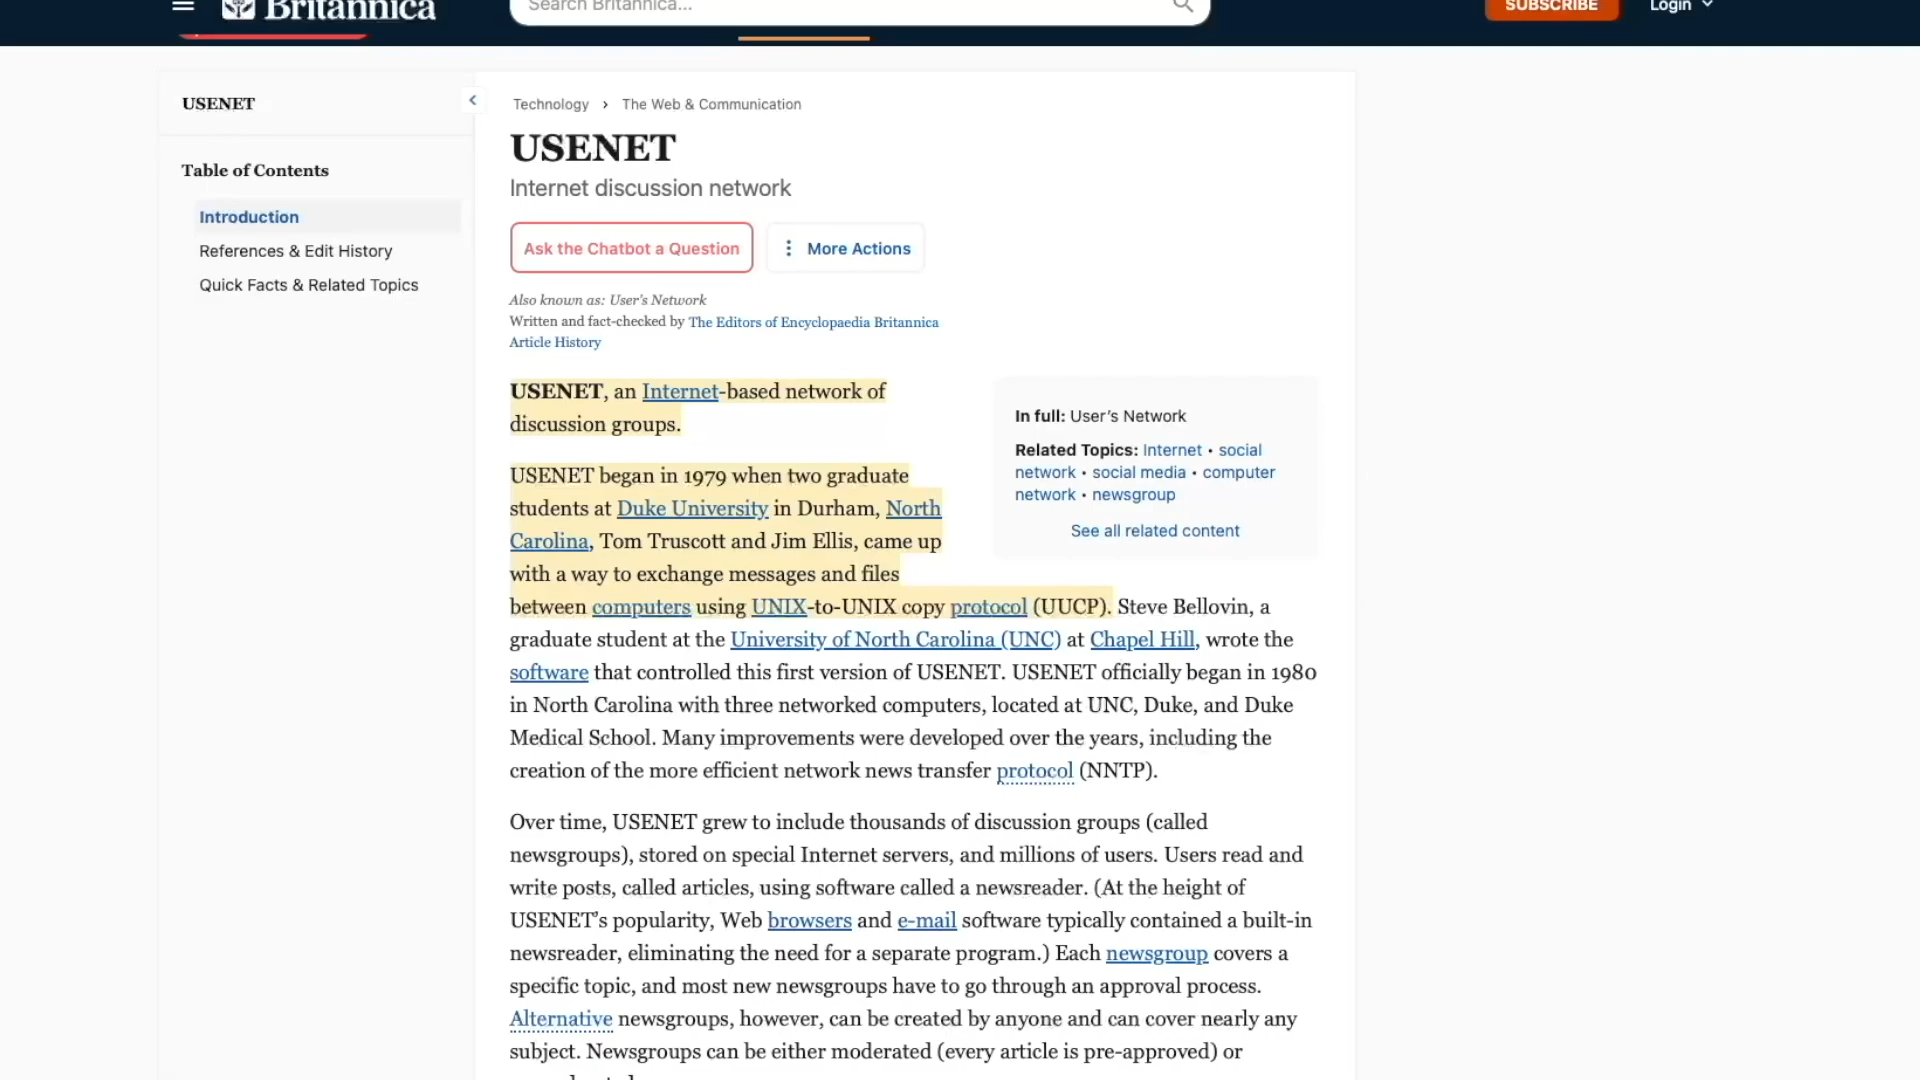 Britannica
Search Britannica...
SUBSCRIBE
Login
USENET
Table of Contents
Introduction
References & Edit History
Quick Facts & Related Topics
Technology › The Web & Communication
USENET
Internet discussion network
Ask the Chatbot a Question
More Actions
Also known as: User's Network
Written and fact-checked by The Editors of Encyclopaedia Britannica
Article History
USENET, an Internet-based network of
discussion groups.
USENET began in 1979 when two graduate
students at Duke University in Durham, North
Carolina, Tom Truscott and Jim Ellis, came up
with a way to exchange messages and files
between computers using UNIX-to-UNIX copy protocol (UUCP). Steve Bellovin, a
graduate student at the University of North Carolina (UNC) at Chapel Hill, wrote the
software that controlled this first version of USENET. USENET officially began in 1980
in North Carolina with three networked computers, located at UNC, Duke, and Duke
Medical School. Many improvements were developed over the years, including the
creation of the more efficient network news transfer protocol (NNTP).
Over time, USENET grew to include thousands of discussion groups (called
newsgroups), stored on special Internet servers, and millions of users. Users read and
write posts, called articles, using software called a newsreader. (At the height of
USENET's popularity, Web browsers and e-mail software typically contained a built-in
newsreader, eliminating the need for a separate program.) Each newsgroup covers a
specific topic, and most new newsgroups have to go through an approval process.
Alternative newsgroups, however, can be created by anyone and can cover nearly any
subject. Newsgroups can be either moderated (every article is pre-approved) or
In full: User's Network
Related Topics: Internet • social
network • social media • computer
network • newsgroup
See all related content